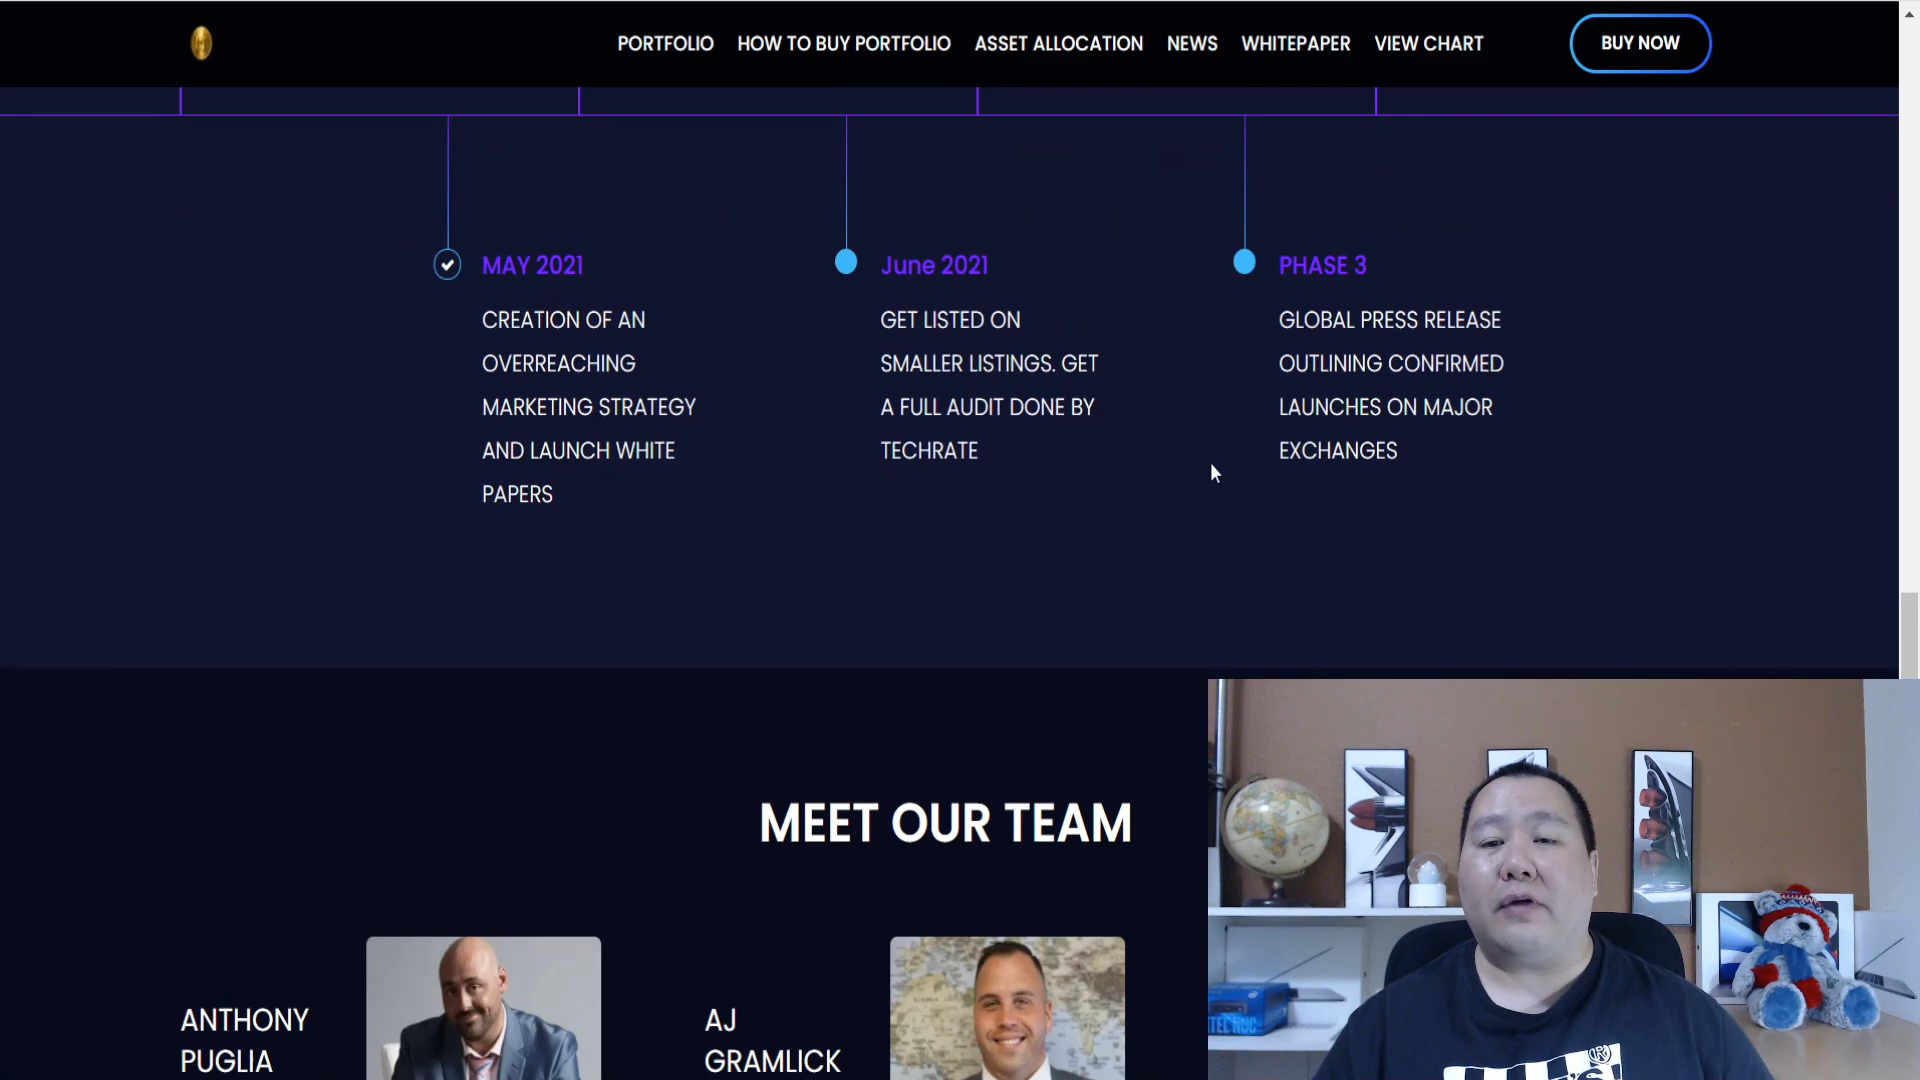 PORTFOLIO HOW TO BUY PORTFOLIO ASSET ALLOCATION NEWS WHITEPAPER VIEW CHART BUY NOW
MAY 2021
CREATION OF AN
OVERREACHING
MARKETING STRATEGY
AND LAUNCH WHITE
PAPERS
June 2021
GET LISTED ON
SMALLER LISTINGS. GET
A FULL AUDIT DONE BY
TECHRATE
PHASE 3
GLOBAL PRESS RELEASE
OUTLINING CONFIRMED
LAUNCHES ON MAJOR
EXCHANGES
MEET OUR TEAM
ANTHONY
PUGLIA
AJ
GRAMLICK